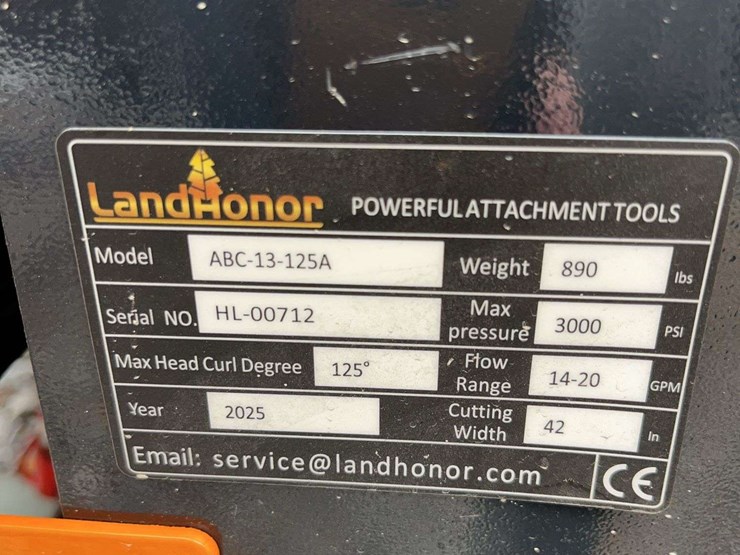 LandHonor POWERFUL ATTACHMENT TOOLS
Model ABC-13-125A Weight 890 lbs
Serial NO. HL-00712 Max pressure 3000 PSI
Max Head Curl Degree 125° Flow Range 14-20 GPM
Year 2025 Cutting Width 42 In
Email: service@landhonor.com CE